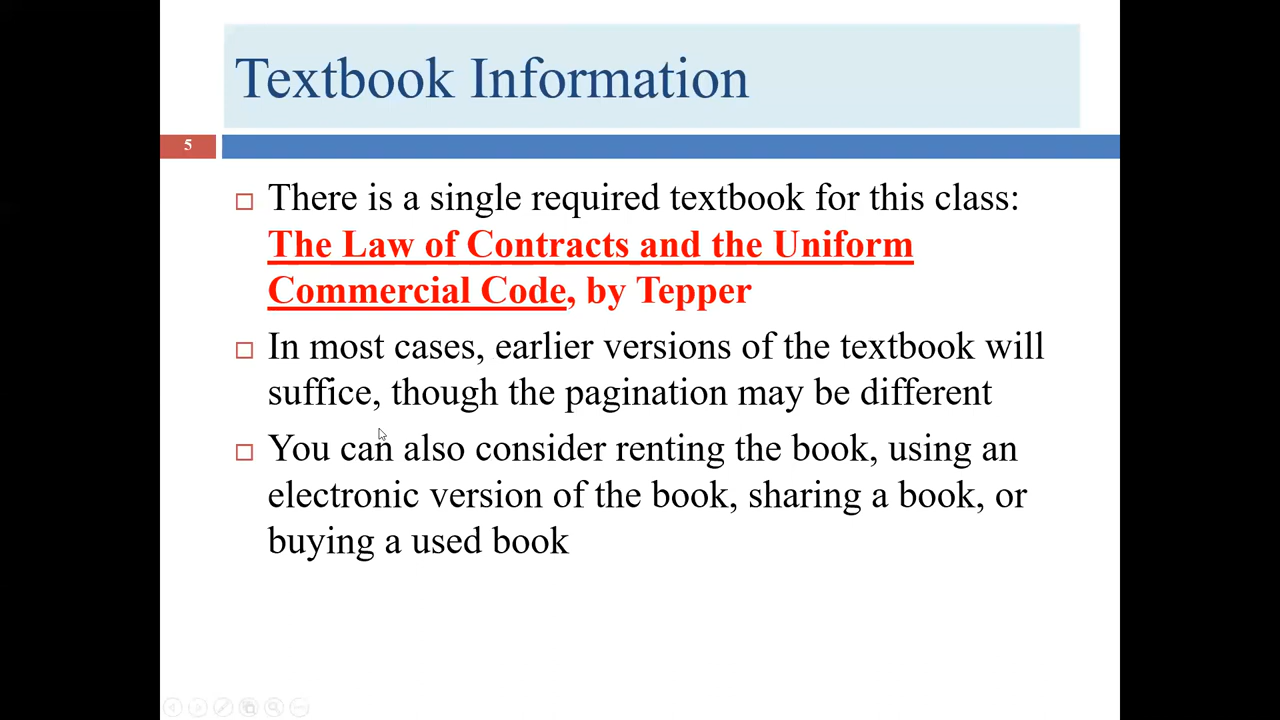 Textbook Information
5
There is a single required textbook for this class:
The Law of Contracts and the Uniform
Commercial Code, by Tepper
In most cases, earlier versions of the textbook will
suffice, though the pagination may be different
You can also consider renting the book, using an
electronic version of the book, sharing a book, or
buying a used book